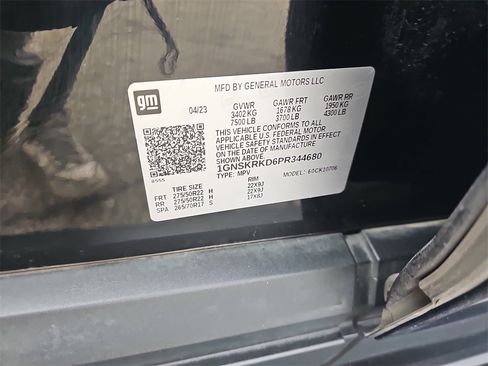 gm
MFD BY GENERAL MOTORS LLC
04/23 GVWR GAWR FRT GAWR RR
3402 KG 1678 KG 1950 KG
7500 LB 3700 LB 4300 LB
THIS VEHICLE CONFORMS TO ALL
APPLICABLE U.S. FEDERAL MOTOR
VEHICLE SAFETY STANDARDS IN EFFECT
ON THE DATE OF MANUFACTURE SHOWN ABOVE.
1GNSKRKD6PR344680
TYPE: MPV MODEL: CK10706
TIRE SIZE RIM
FRT 275/50R22 H 22X9J
RR 275/50R22 H 22X9J
SPA 265/70R17 S 17X8J